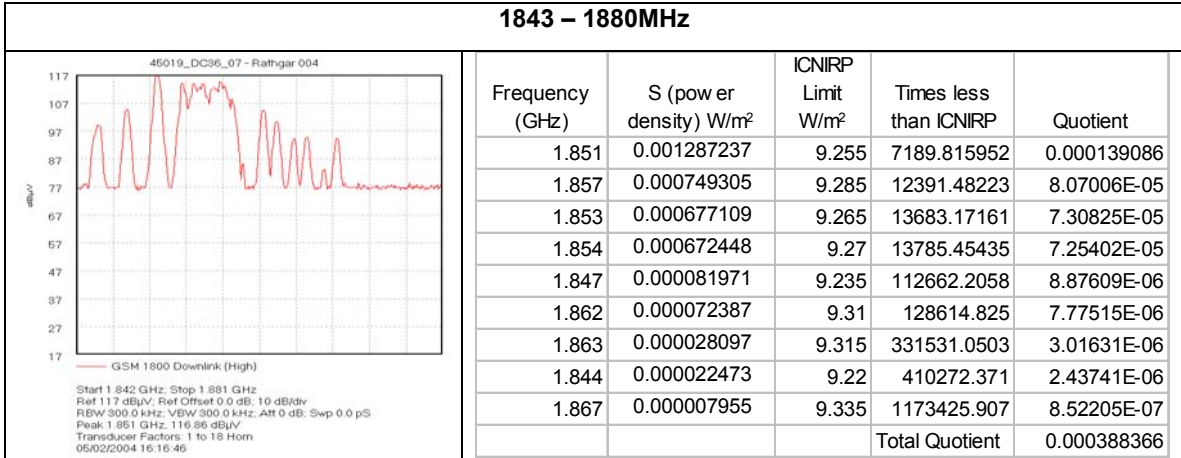 1843 – 1880MHz
45019_DC36_07 - Rathgar 004
117
107
97
87
77
67
57
47
37
27
17
dBµV
GSM 1800 Downlink (High)
Start 1.842 GHz; Stop 1.881 GHz
Ref 117 dBµV; Ref Offset 0.0 dB; 10 dB/div
RBW 300.0 kHz; VBW 300.0 kHz; Att 0 dB; Swp 0.0 pS
Peak 1.851 GHz, 116.86 dBµV
Transducer Factors: 1 to 18 Horn
05/02/2004 16:16:46
Frequency (GHz) S (power density) W/m² ICNIRP Limit W/m² Times less than ICNIRP Quotient
1.851 0.001287237 9.255 7189.815952 0.000139086
1.857 0.000749305 9.285 12391.48223 8.07006E-05
1.853 0.000677109 9.265 13683.17161 7.30825E-05
1.854 0.000672448 9.27 13785.45435 7.25402E-05
1.847 0.000081971 9.235 112662.2058 8.87609E-06
1.862 0.000072387 9.31 128614.825 7.77515E-06
1.863 0.000028097 9.315 331531.0503 3.01631E-06
1.844 0.000022473 9.22 410272.371 2.43741E-06
1.867 0.000007955 9.335 1173425.907 8.52205E-07
Total Quotient 0.000388366